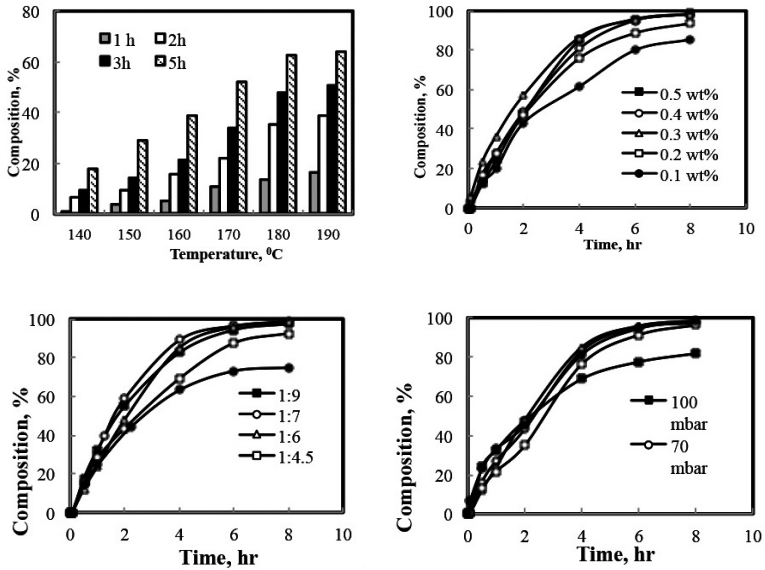 80
60
40
20
0
Composition, %
1 h
2h
3h
5h
140 150 160 170 180 190
Temperature, ⁰C
100
80
60
40
20
0
Composition, %
0.5 wt%
0.4 wt%
0.3 wt%
0.2 wt%
0.1 wt%
0 2 4 6 8 10
Time, hr
100
80
60
40
20
0
Composition, %
1:9
1:7
1:6
1:4.5
0 2 4 6 8 10
Time, hr
100
80
60
40
20
0
Composition, %
100
mbar
70
mbar
0 2 4 6 8 10
Time, hr